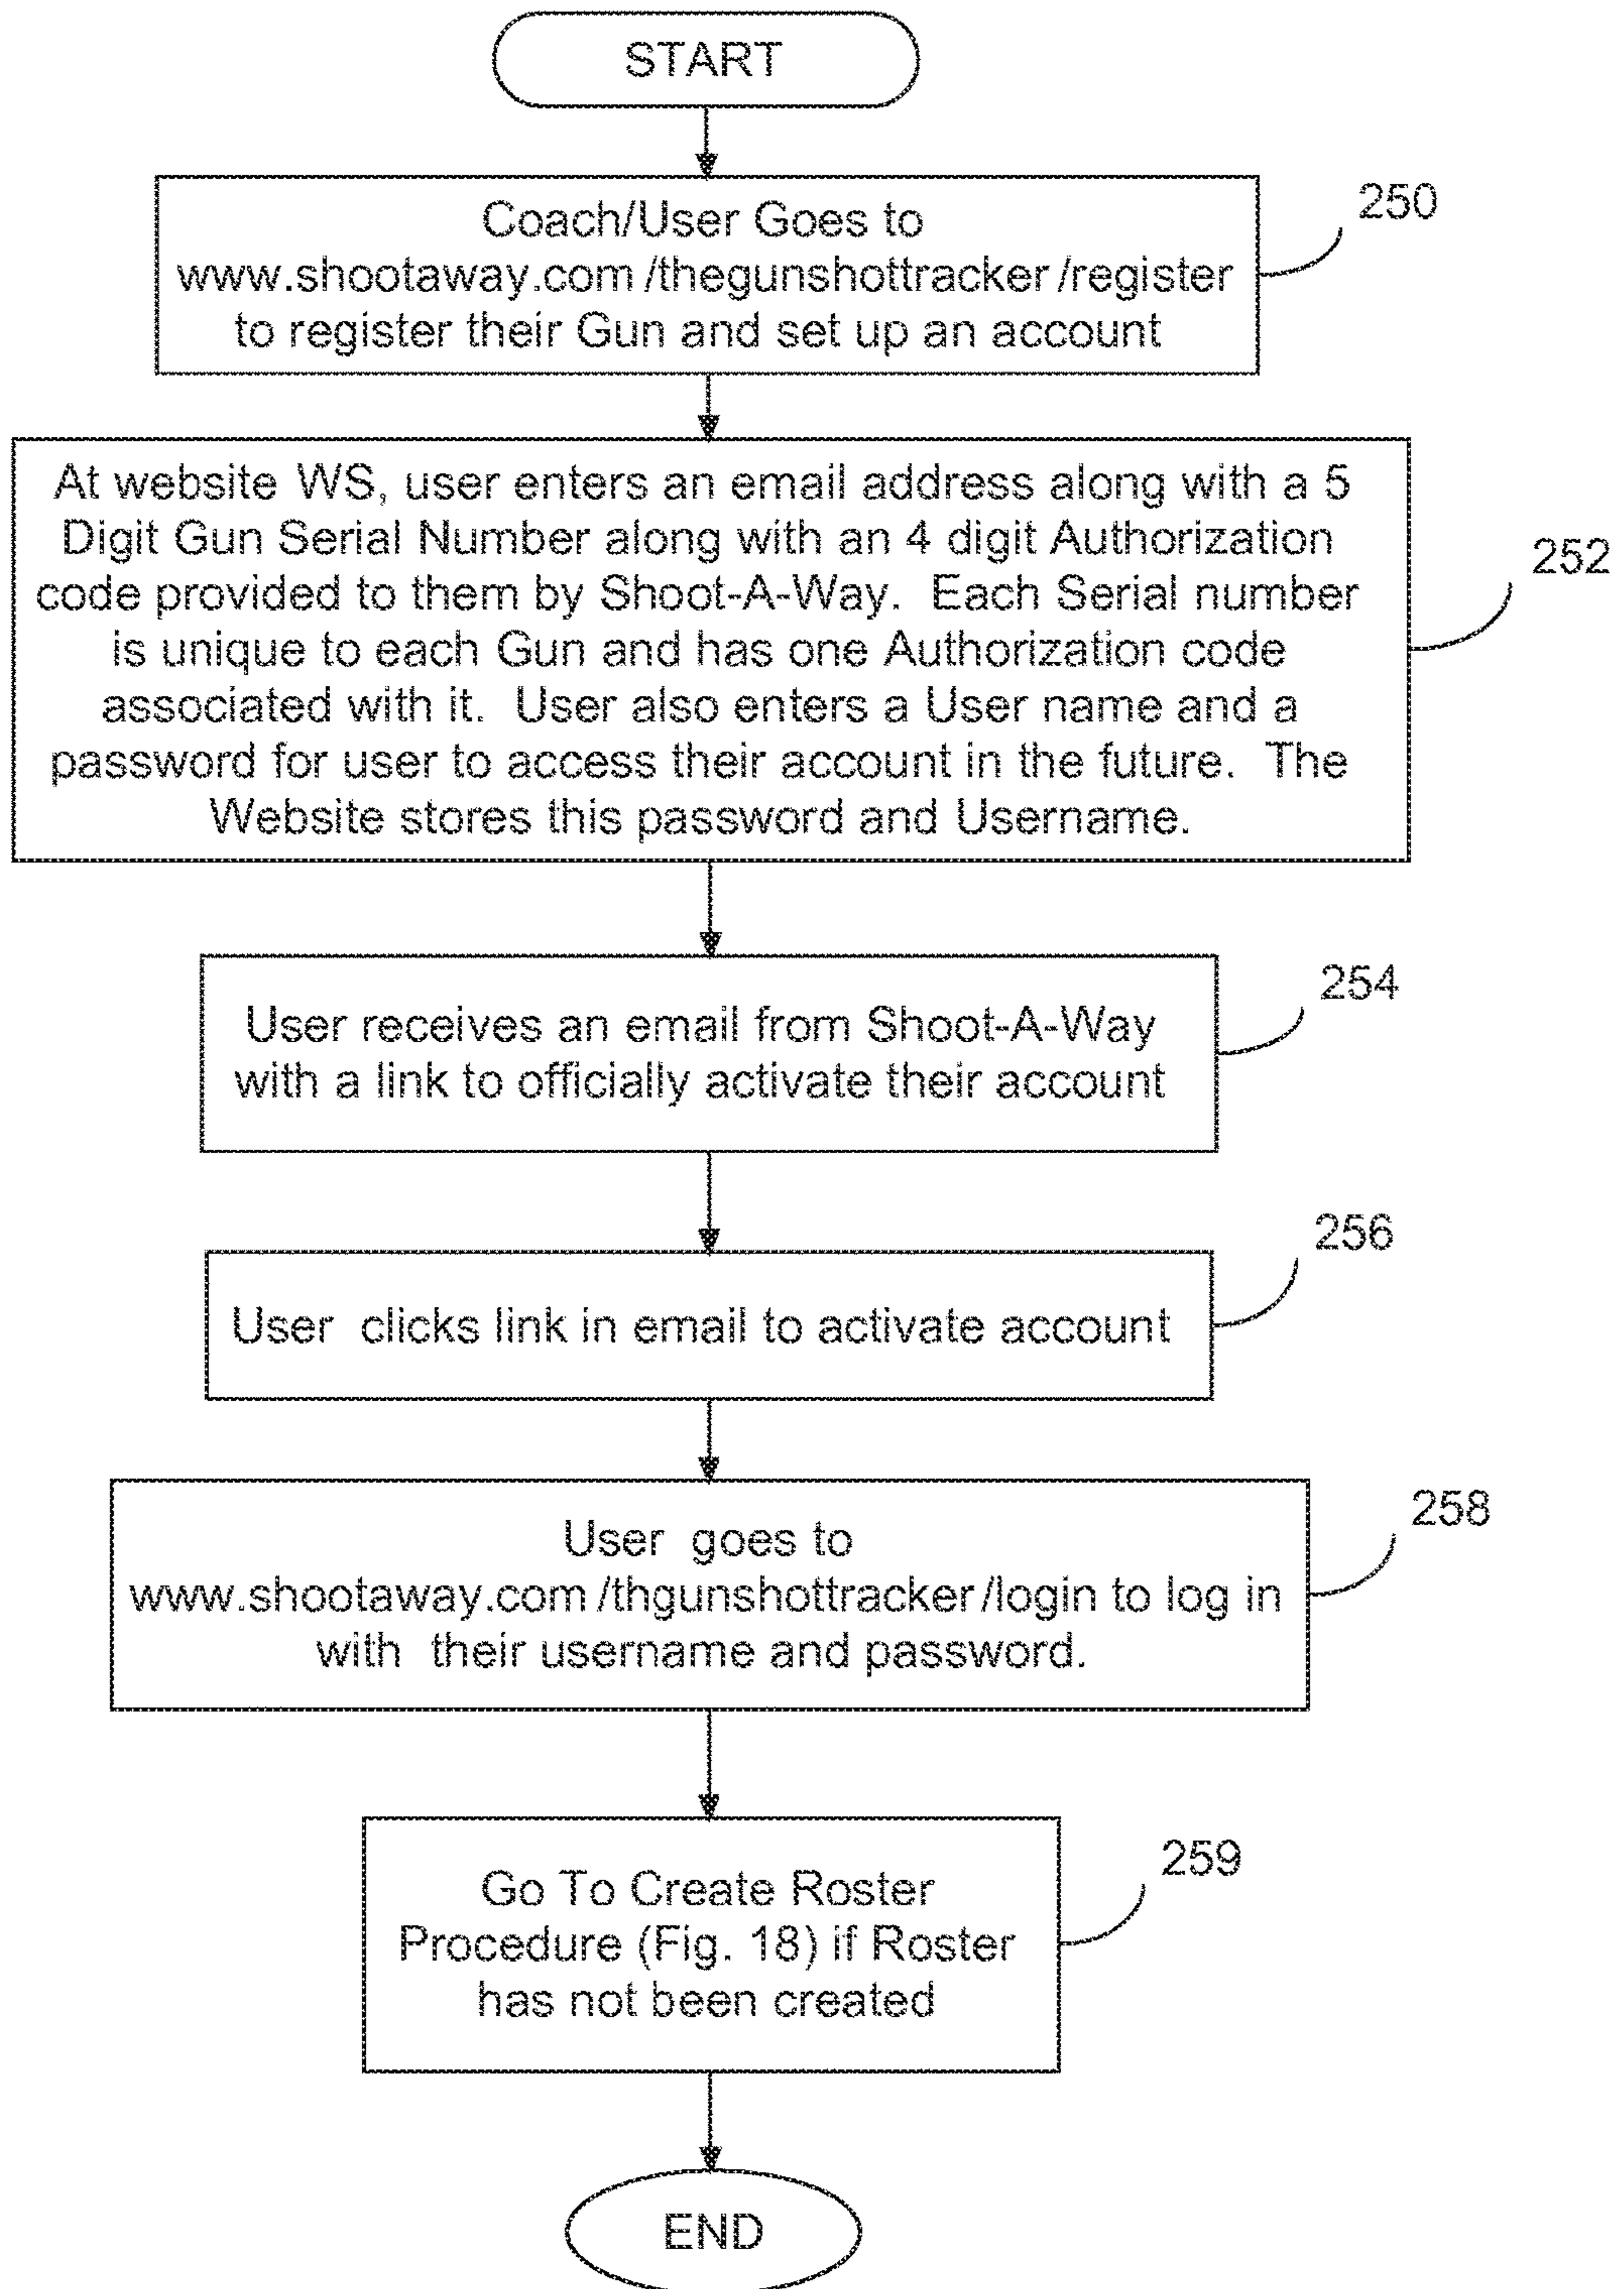 START
Coach/User Goes to
www.shootaway.com/thegunshottracker/register
to register their Gun and set up an account
250
At website WS, user enters an email address along with a 5
Digit Gun Serial Number along with an 4 digit Authorization
code provided to them by Shoot-A-Way. Each Serial number
is unique to each Gun and has one Authorization code
associated with it. User also enters a User name and a
password for user to access their account in the future. The
Website stores this password and Username.
252
User receives an email from Shoot-A-Way
with a link to officially activate their account
254
User clicks link in email to activate account
256
User goes to
www.shootaway.com/thgunshottracker/login to log in
with their username and password.
258
Go To Create Roster
Procedure (Fig. 18) if Roster
has not been created
259
END